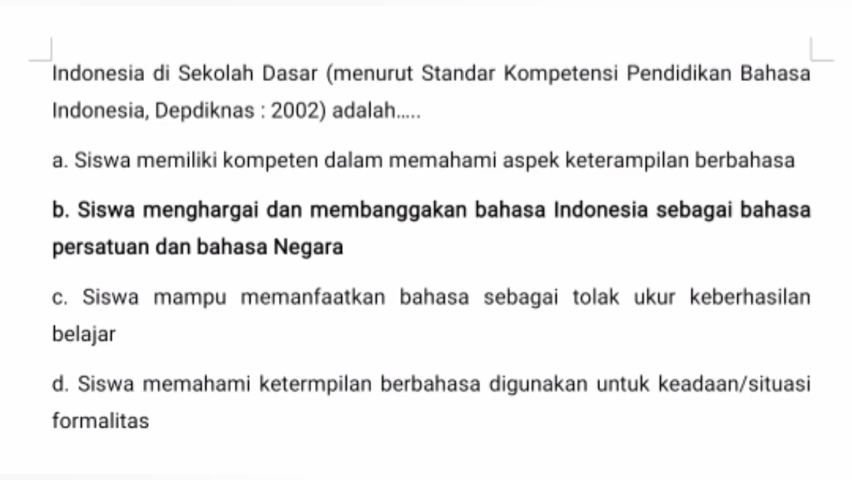 Indonesia di Sekolah Dasar (menurut Standar Kompetensi Pendidikan Bahasa
Indonesia, Depdiknas : 2002) adalah.....
a. Siswa memiliki kompeten dalam memahami aspek keterampilan berbahasa
b. Siswa menghargai dan membanggakan bahasa Indonesia sebagai bahasa
persatuan dan bahasa Negara
c. Siswa mampu memanfaatkan bahasa sebagai tolak ukur keberhasilan
belajar
d. Siswa memahami ketermpilan berbahasa digunakan untuk keadaan/situasi
formalitas